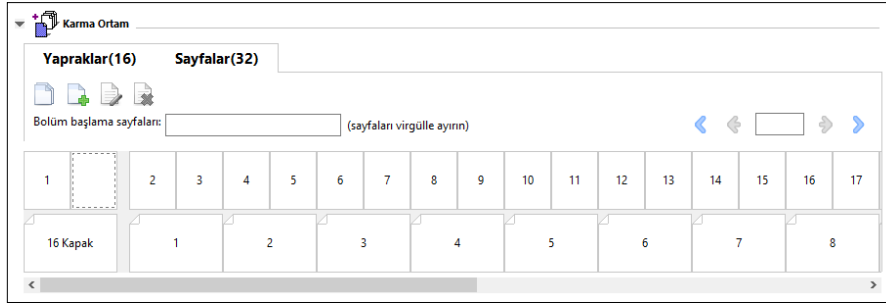 Karma Ortam
Yapraklar(16) Sayfalar(32)
Bolüm başlama sayfaları: (sayfaları virgülle ayırın)
1 2 3 4 5 6 7 8 9 10 11 12 13 14 15 16 17
16 Kapak 1 2 3 4 5 6 7 8